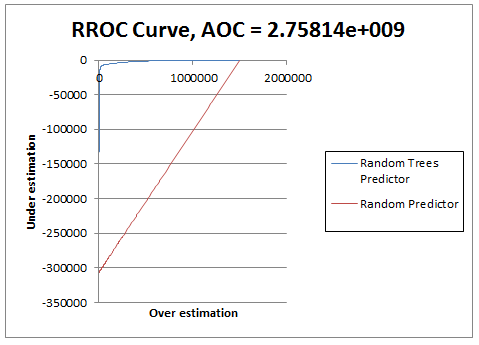 RROC Curve, AOC = 2.75814e+009
0
0
1000000
2000000
-50000
-100000
-150000
-200000
-250000
-300000
-350000
Under estimation
Over estimation
Random Trees
Predictor
Random Predictor